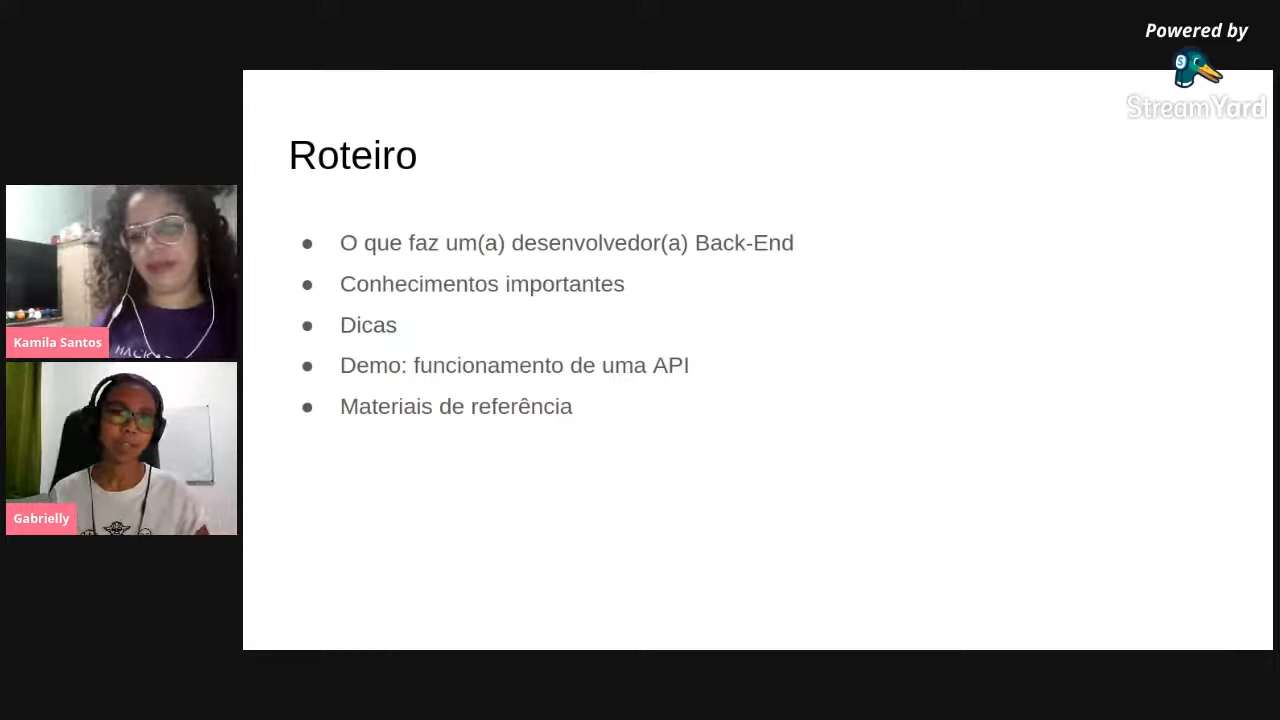 Powered by
StreamYard
Roteiro
● O que faz um(a) desenvolvedor(a) Back-End
● Conhecimentos importantes
● Dicas
● Demo: funcionamento de uma API
● Materiais de referência
Kamila Santos
Gabrielly